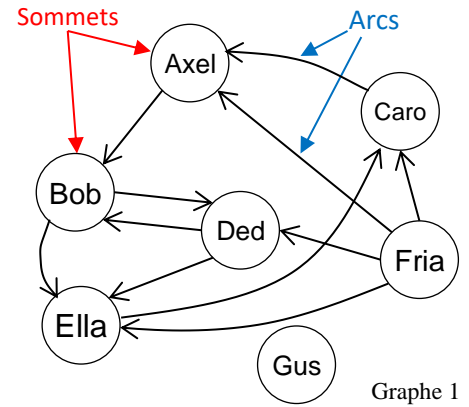 Sommets
Arcs
Axel
Caro
Bob
Ded
Fria
Ella
Gus
Graphe 1